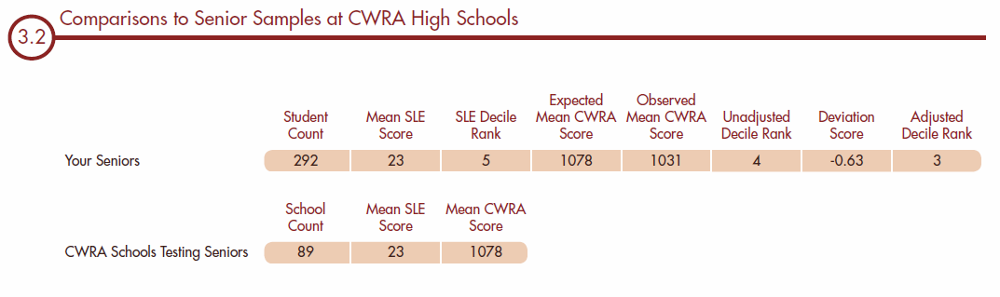 3.2
Comparisons to Senior Samples at CWRA High Schools
Expected Observed
Student Mean SLE SLE Decile Mean CWRA Mean CWRA Unadjusted Deviation Adjusted
Count Score Rank Score Score Decile Rank Score Decile Rank
Your Seniors 292 23 5 1078 1031 4 -0.63 3
School Mean SLE Mean CWRA
Count Score Score
CWRA Schools Testing Seniors 89 23 1078